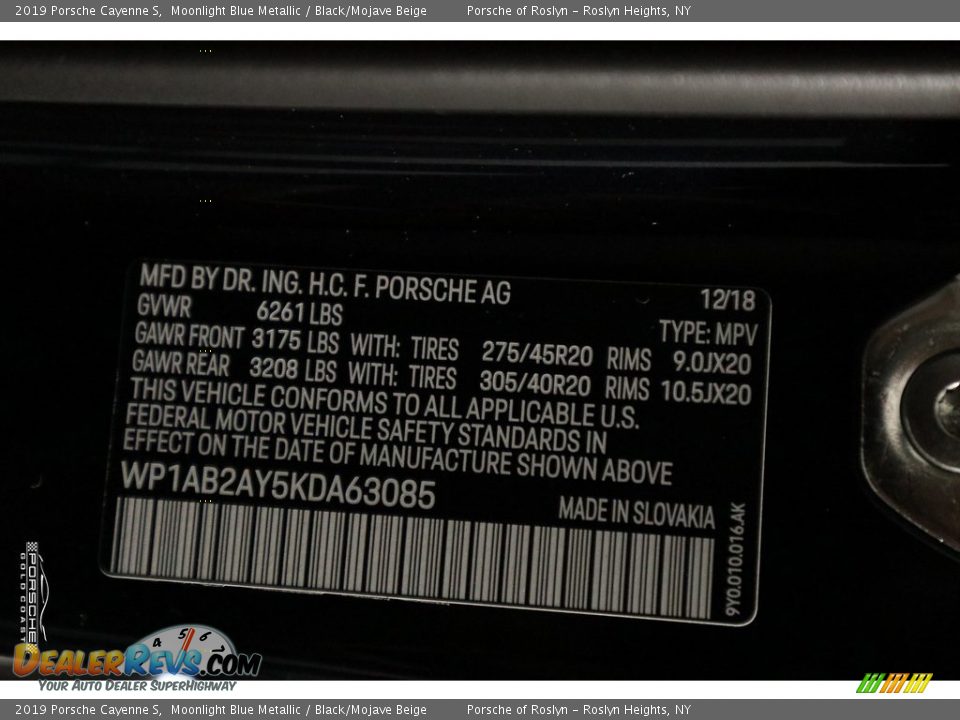 2019 Porsche Cayenne S,  Moonlight Blue Metallic / Black/Mojave Beige          Porsche of Roslyn – Roslyn Heights, NY
MFD BY DR. ING. H.C. F. PORSCHE AG 12/18
GVWR 6261 LBS TYPE: MPV
GAWR FRONT 3175 LBS WITH: TIRES 275/45R20 RIMS 9.0JX20
GAWR REAR 3208 LBS WITH: TIRES 305/40R20 RIMS 10.5JX20
THIS VEHICLE CONFORMS TO ALL APPLICABLE U.S.
FEDERAL MOTOR VEHICLE SAFETY STANDARDS IN
EFFECT ON THE DATE OF MANUFACTURE SHOWN ABOVE
WP1AB2AY5KDA63085
MADE IN SLOVAKIA
9Y0.010.016.AK
PORSCHE
GOLD COAST
4 5 6 7
DEALERREVS.COM
YOUR AUTO DEALER SUPERHIGHWAY
2019 Porsche Cayenne S,  Moonlight Blue Metallic / Black/Mojave Beige          Porsche of Roslyn – Roslyn Heights, NY